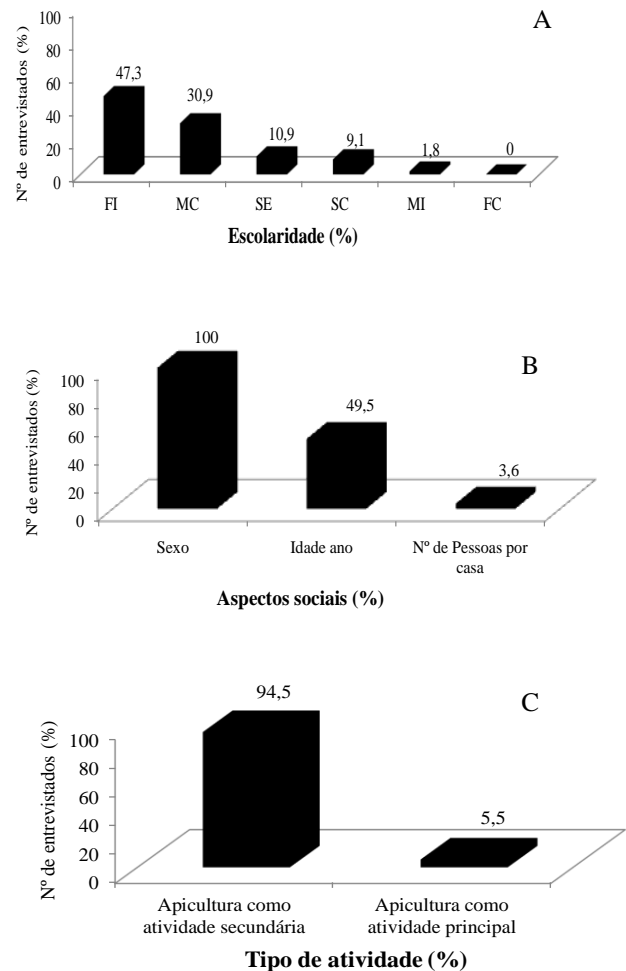 A
Nº de entrevistados (%)
100
80
60
40
20
0
47,3
30,9
10,9
9,1
1,8
0
FI MC SE SC MI FC
Escolaridade (%)
B
Nº de entrevistados (%)
100
80
60
40
20
0
100
49,5
3,6
Sexo Idade ano Nº de Pessoas por
casa
Aspectos sociais (%)
C
Nº de entrevistados (%)
100
80
60
40
20
0
94,5
5,5
Apicultura como Apicultura como
atividade secundária atividade principal
Tipo de atividade (%)